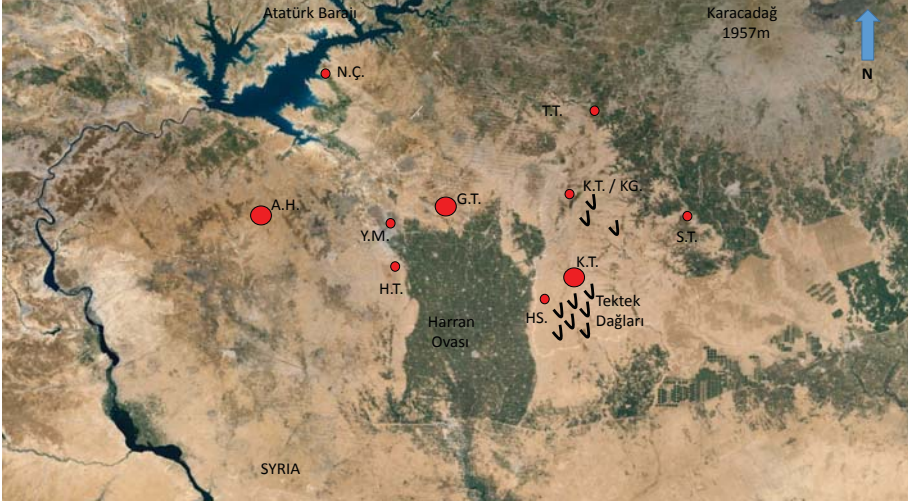 Atatürk Barajı
Karacadağ
1957m
N
N.Ç.
T.T.
K.T. / KG.
A.H.
G.T.
Y.M.
S.T.
H.T.
K.T.
HS.
Tektek
Dağları
Harran
Ovası
SYRIA